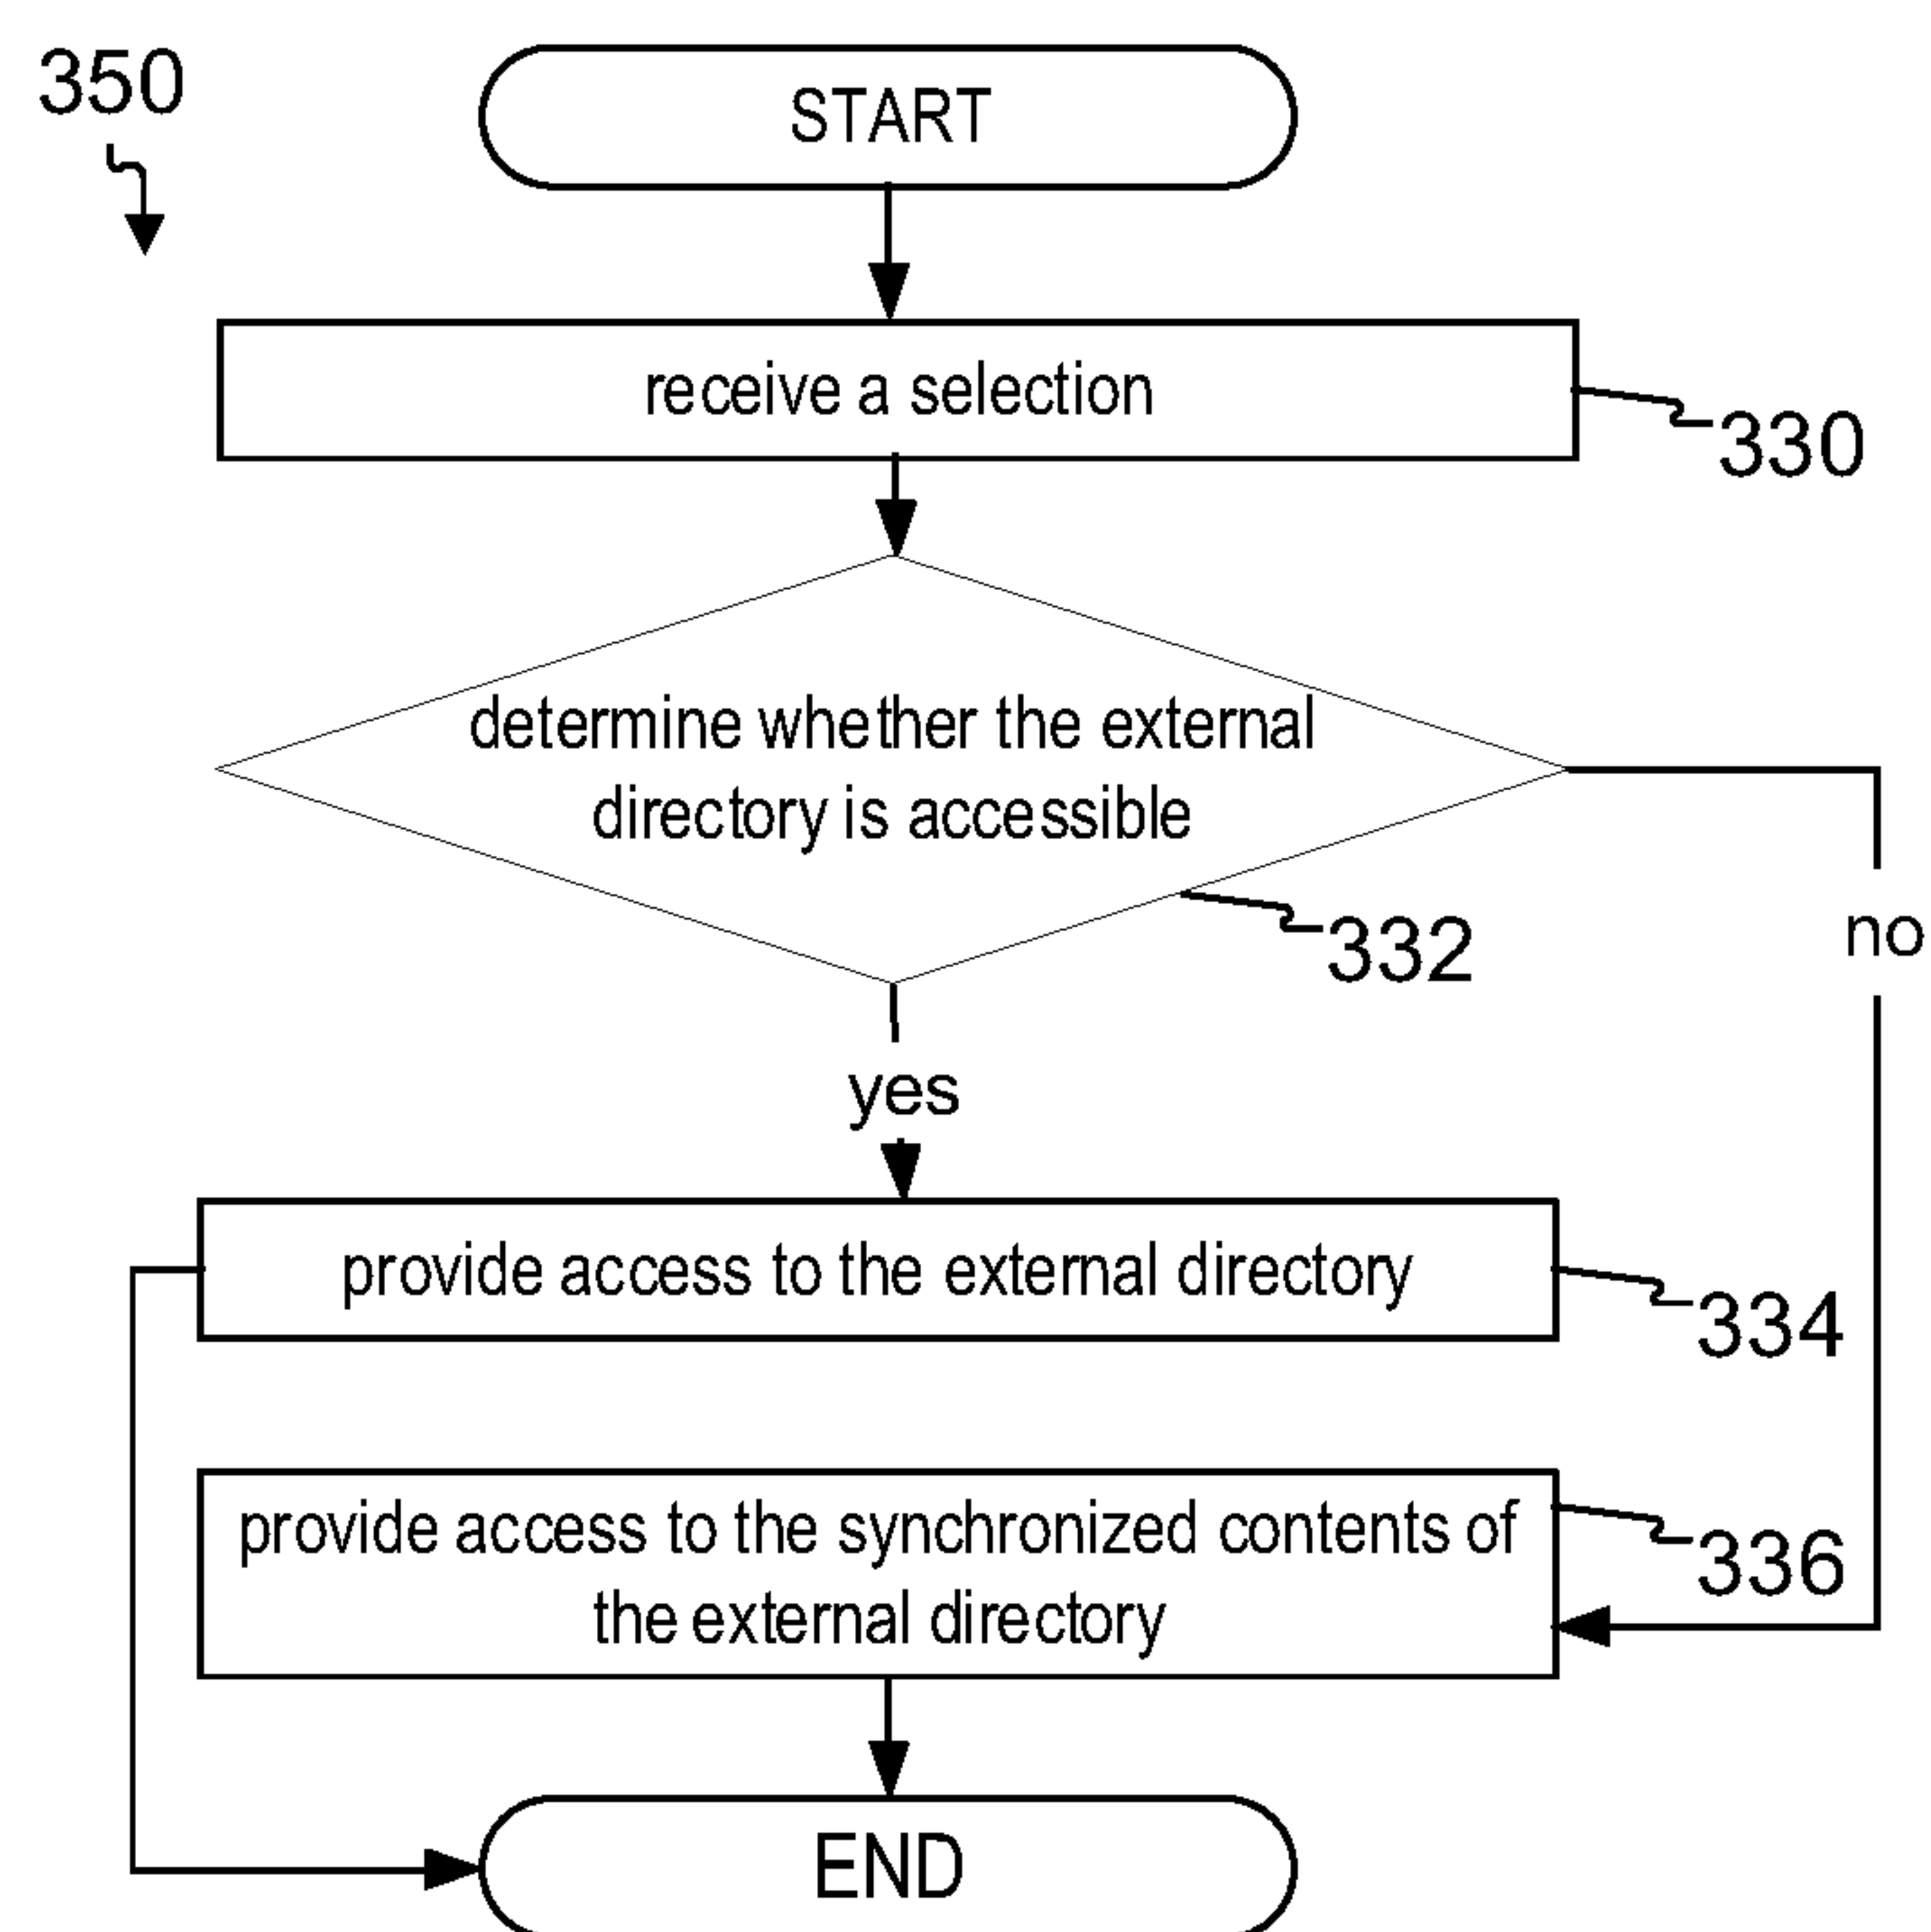 350
START
receive a selection
330
determine whether the external
directory is accessible
332
no
yes
provide access to the external directory
334
provide access to the synchronized contents of
the external directory
336
END